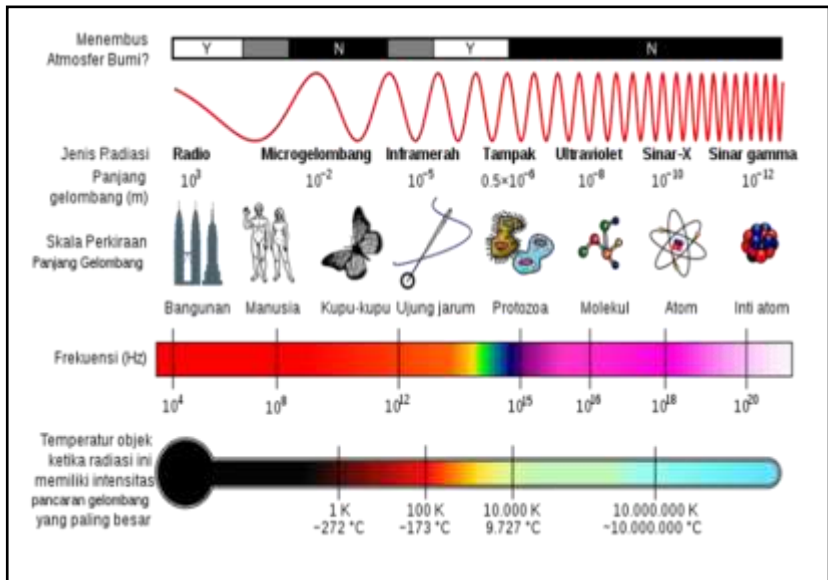 Menembus
Atmosfer Bumi?
Y N Y N
Jenis Radiasi
Radio Microgelombang Inframerah Tampak Ultraviolet Sinar-X Sinar gamma
Panjang
gelombang (m)
10³ 10⁻² 10⁻⁵ 0.5×10⁻⁶ 10⁻⁸ 10⁻¹⁰ 10⁻¹²
Skala Perkiraan
Panjang Gelombang
Bangunan Manusia Kupu-kupu Ujung jarum Protozoa Molekul Atom Inti atom
Frekuensi (Hz)
10⁴ 10⁸ 10¹² 10¹⁵ 10¹⁶ 10¹⁸ 10²⁰
Temperatur objek
ketika radiasi ini
memiliki intensitas
pancaran gelombang
yang paling besar
1 K 100 K 10.000 K 10.000.000 K
−272 °C −173 °C 9.727 °C ~10.000.000 °C